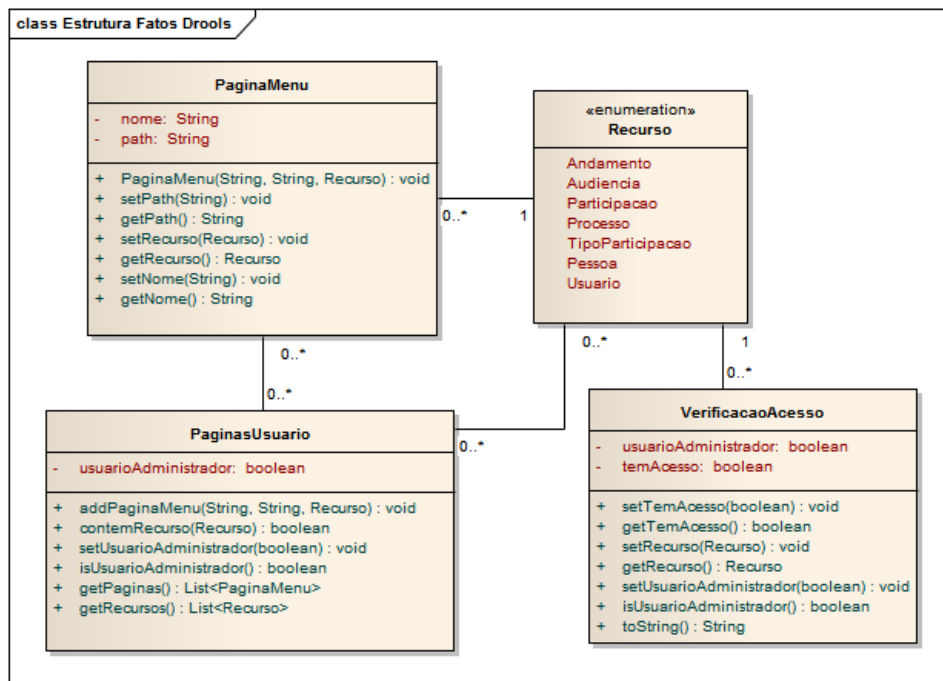 class Estrutura Fatos Drools
PaginaMenu
- nome: String
- path: String
+ PaginaMenu(String, String, Recurso) : void
+ setPath(String) : void
+ getPath() : String
+ setRecurso(Recurso) : void
+ getRecurso() : Recurso
+ setNome(String) : void
+ getNome() : String
«enumeration»
Recurso
Andamento
Audiencia
Participacao
Processo
TipoParticipacao
Pessoa
Usuario
0..* 1
0..*
0..*
0..*
0..*
1
0..*
PaginasUsuario
- usuarioAdministrador: boolean
+ addPaginaMenu(String, String, Recurso) : void
+ contemRecurso(Recurso) : boolean
+ setUsuarioAdministrador(boolean) : void
+ isUsuarioAdministrador() : boolean
+ getPaginas() : List<PaginaMenu>
+ getRecursos() : List<Recurso>
VerificacaoAcesso
- usuarioAdministrador: boolean
- temAcesso: boolean
+ setTemAcesso(boolean) : void
+ getTemAcesso() : boolean
+ setRecurso(Recurso) : void
+ getRecurso() : Recurso
+ setUsuarioAdministrador(boolean) : void
+ isUsuarioAdministrador() : boolean
+ toString() : String